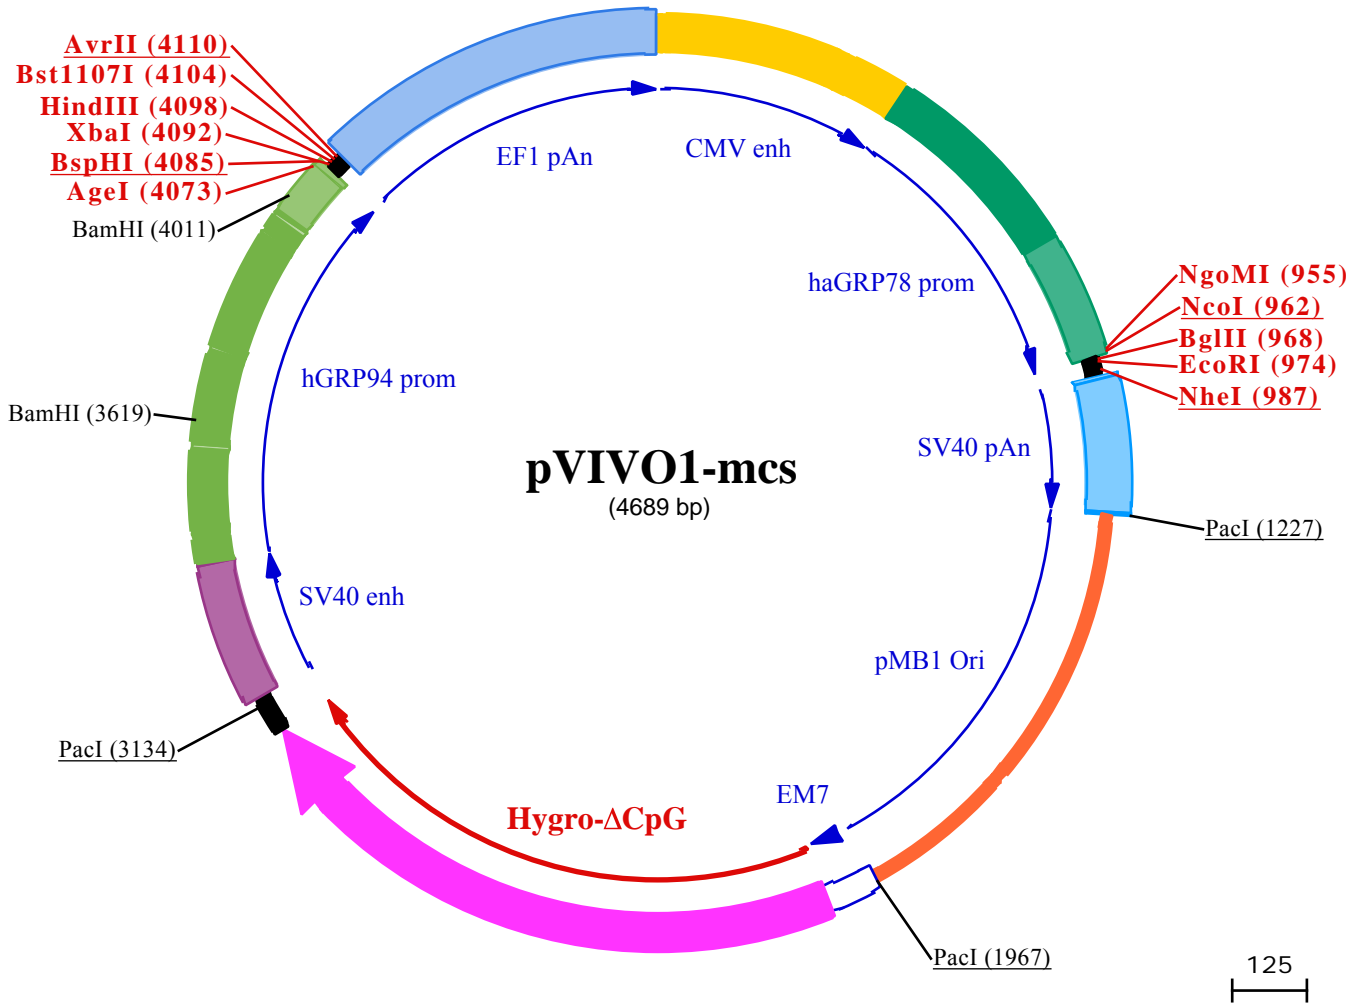 AvrII (4110)
Bst1107I (4104)
HindIII (4098)
XbaI (4092)
BspHI (4085)
AgeI (4073)
BamHI (4011)
BamHI (3619)
PacI (3134)
EF1 pAn
CMV enh
haGRP78 prom
hGRP94 prom
SV40 pAn
SV40 enh
pMB1 Ori
EM7
Hygro-ΔCpG
pVIVO1-mcs
(4689 bp)
NgoMI (955)
NcoI (962)
BglII (968)
EcoRI (974)
NheI (987)
PacI (1227)
PacI (1967)
125